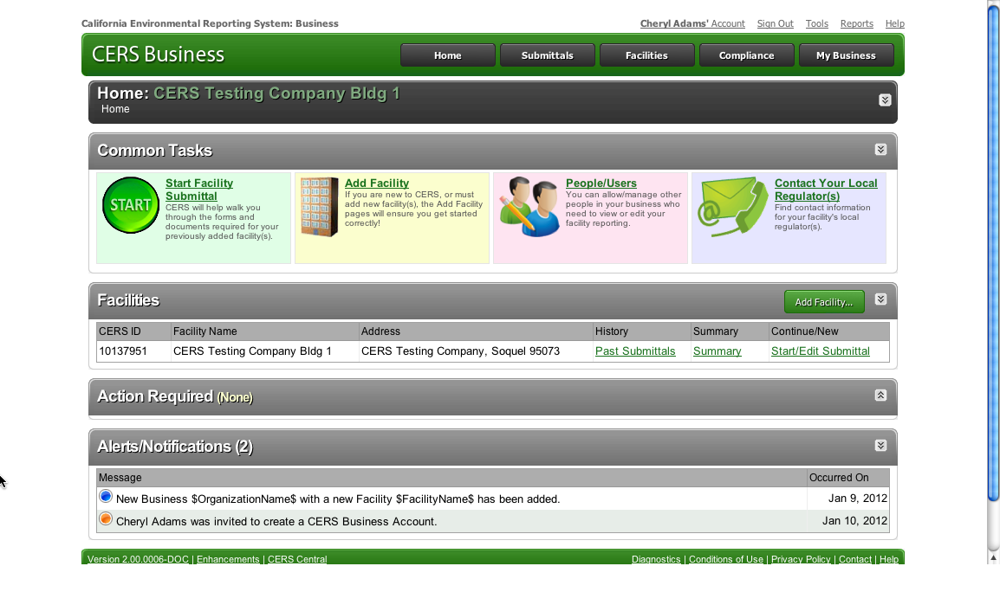 California Environmental Reporting System: Business
Cheryl Adams' Account Sign Out Tools Reports Help
CERS Business
Home Submittals Facilities Compliance My Business
Home: CERS Testing Company Bldg 1
Home
Common Tasks
START
Start Facility
Submittal
CERS will help walk you
through the forms and
documents required for your
previously added facility(s).
Add Facility
If you are new to CERS, or must
add new facility(s), the Add Facility
pages will ensure you get started
correctly!
People/Users
You can allow/manage other
people in your business who
need to view or edit your
facility reporting.
Contact Your Local
Regulator(s)
Find contact information
for your facility's local
regulator(s).
Facilities
Add Facility...
CERS ID Facility Name Address History Summary Continue/New
10137951 CERS Testing Company Bldg 1 CERS Testing Company, Soquel 95073 Past Submittals Summary Start/Edit Submittal
Action Required (None)
Alerts/Notifications (2)
Message Occurred On
New Business $OrganizationName$ with a new Facility $FacilityName$ has been added. Jan 9, 2012
Cheryl Adams was invited to create a CERS Business Account. Jan 10, 2012
Version 2.00.0006-DOC | Enhancements | CERS Central
Diagnostics | Conditions of Use | Privacy Policy | Contact | Help